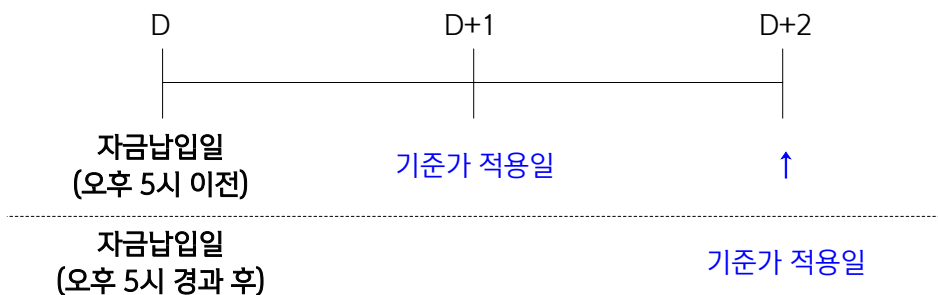 D D+1 D+2
자금납입일
(오후 5시 이전)
기준가 적용일
↑
자금납입일
(오후 5시 경과 후)
기준가 적용일